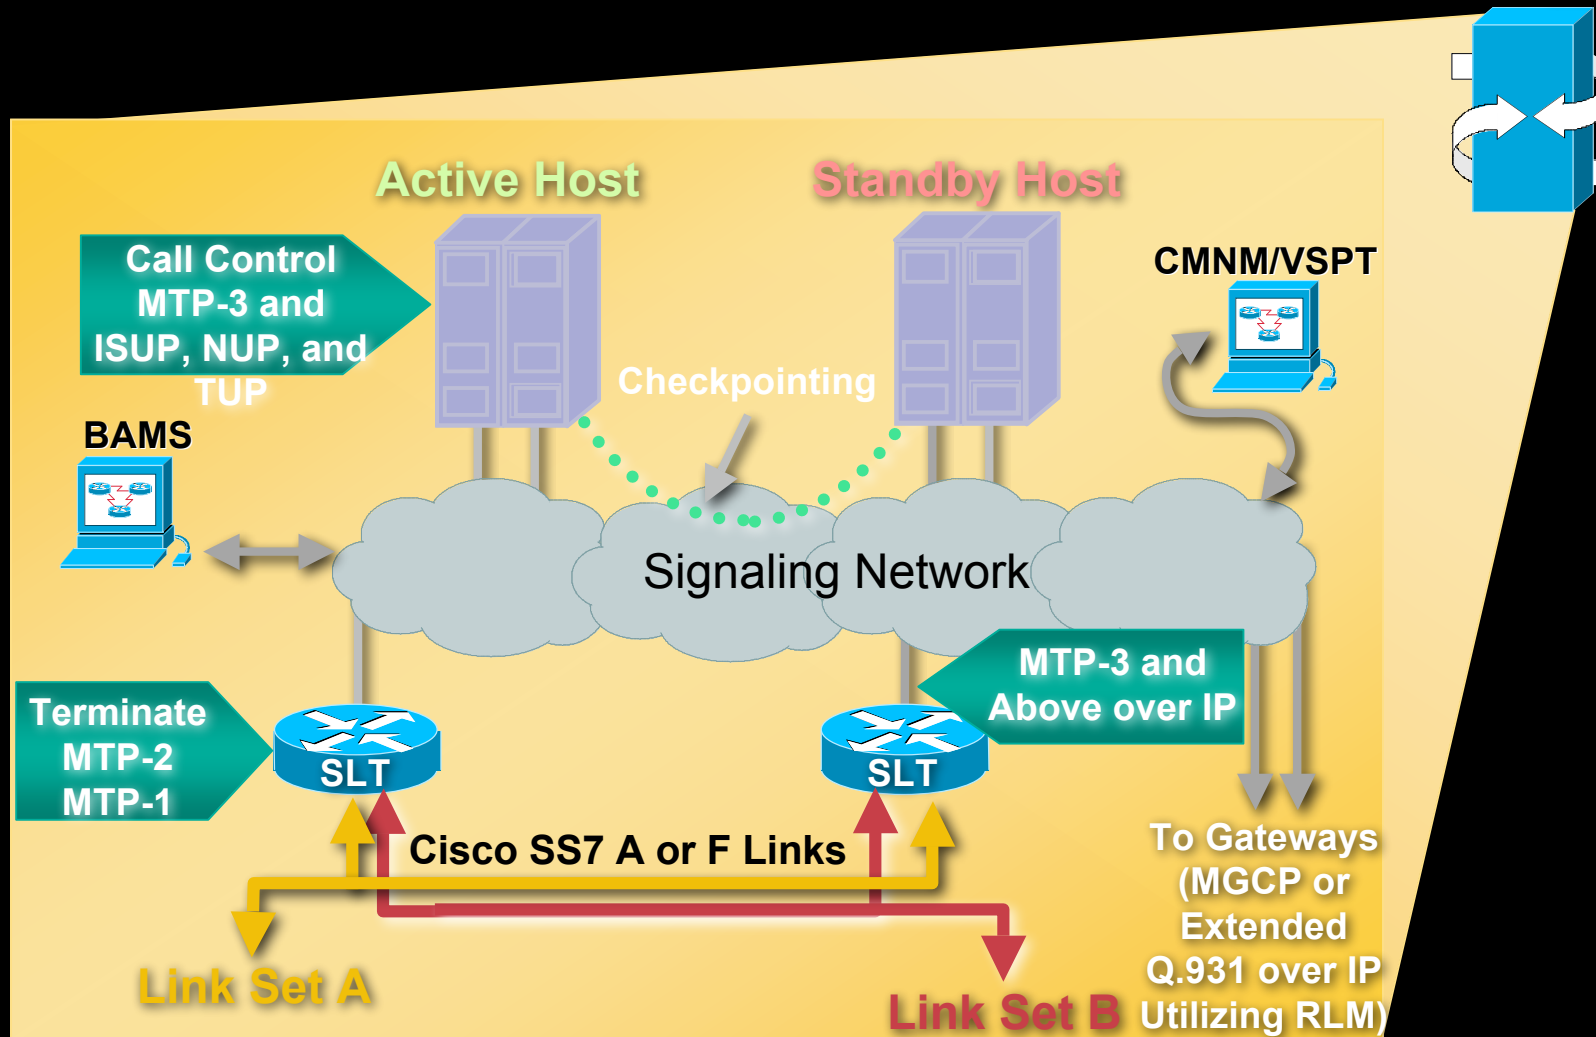 Active Host
Standby Host
Call Control
MTP-3 and
ISUP, NUP, and
TUP
CMNM/VSPT
Checkpointing
BAMS
Signaling Network
MTP-3 and
Above over IP
Terminate
MTP-2
MTP-1
SLT
SLT
Cisco SS7 A or F Links
To Gateways
(MGCP or
Extended
Q.931 over IP
Utilizing RLM)
Link Set A
Link Set B